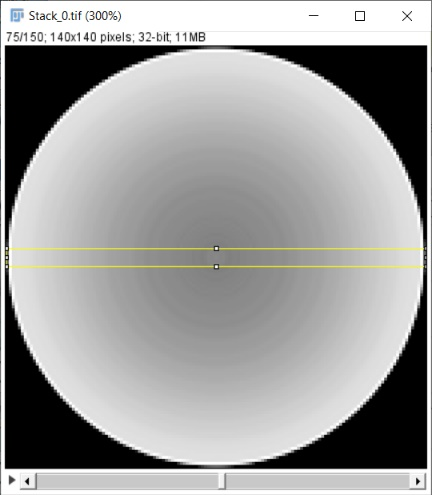 Stack_0.tif (300%)
75/150; 140x140 pixels; 32-bit; 11MB